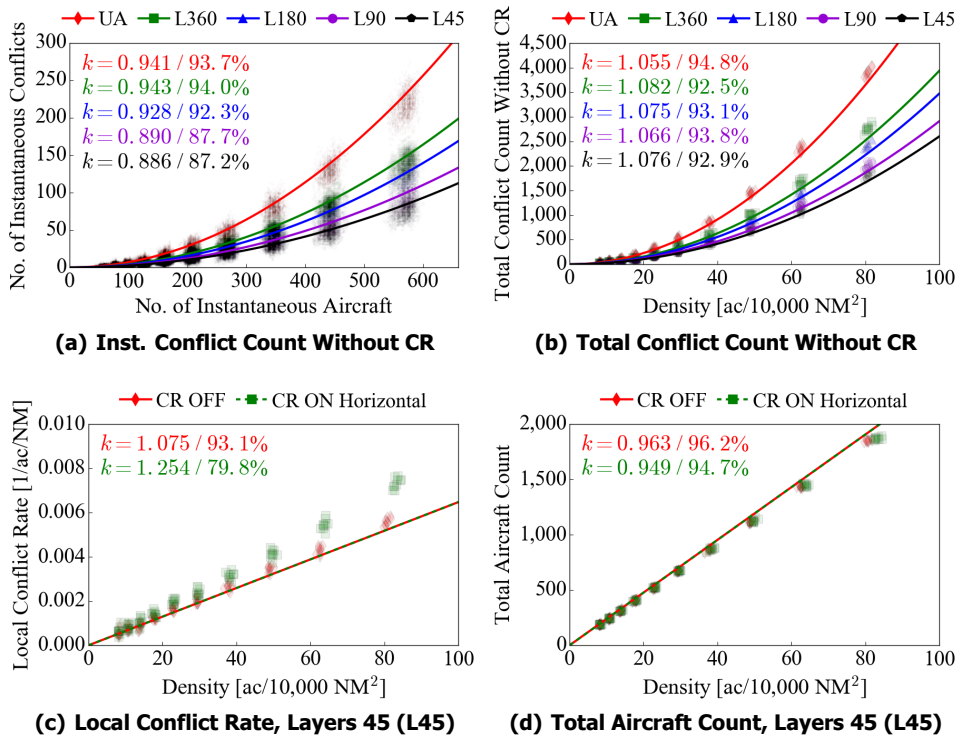 UA L360 L180 L90 L45
No. of Instantaneous Conflicts
300
250
200
150
100
50
0
k = 0.941 / 93.7%
k = 0.943 / 94.0%
k = 0.928 / 92.3%
k = 0.890 / 87.7%
k = 0.886 / 87.2%
0 100 200 300 400 500 600
No. of Instantaneous Aircraft
(a) Inst. Conflict Count Without CR
UA L360 L180 L90 L45
Total Conflict Count Without CR
4,500
4,000
3,500
3,000
2,500
2,000
1,500
1,000
500
0
k = 1.055 / 94.8%
k = 1.082 / 92.5%
k = 1.075 / 93.1%
k = 1.066 / 93.8%
k = 1.076 / 92.9%
0 20 40 60 80 100
Density [ac/10,000 NM²]
(b) Total Conflict Count Without CR
CR OFF CR ON Horizontal
Local Conflict Rate [1/ac/NM]
0.010
0.008
0.006
0.004
0.002
0.000
k = 1.075 / 93.1%
k = 1.254 / 79.8%
0 20 40 60 80 100
Density [ac/10,000 NM²]
(c) Local Conflict Rate, Layers 45 (L45)
CR OFF CR ON Horizontal
Total Aircraft Count
2,000
1,500
1,000
500
0
k = 0.963 / 96.2%
k = 0.949 / 94.7%
0 20 40 60 80 100
Density [ac/10,000 NM²]
(d) Total Aircraft Count, Layers 45 (L45)